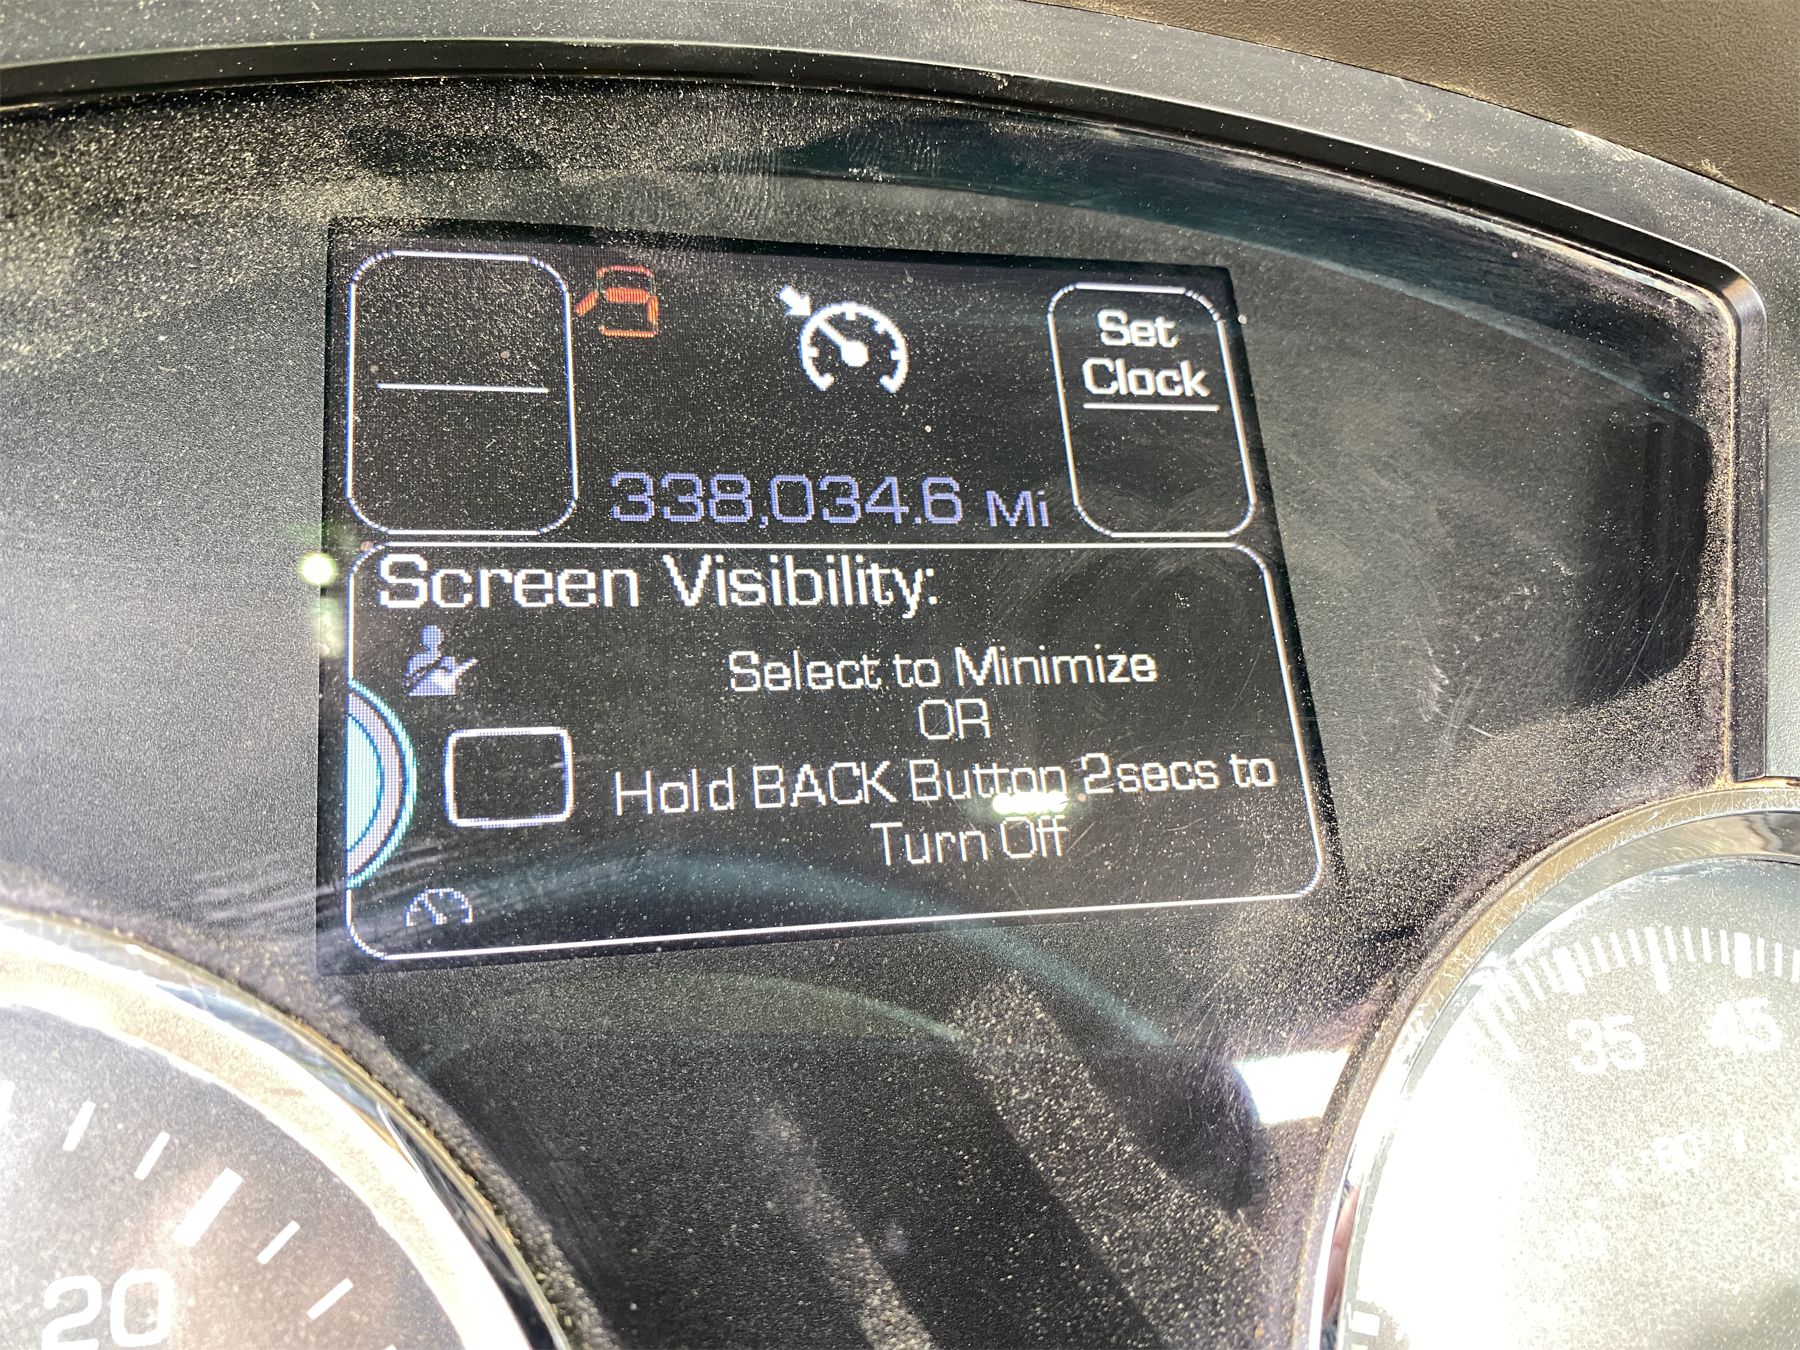 Set
Clock
338,034.6 Mi
Screen Visibility:
Select to Minimize
OR
Hold BACK Button 2secs to
Turn Off
35 45
20